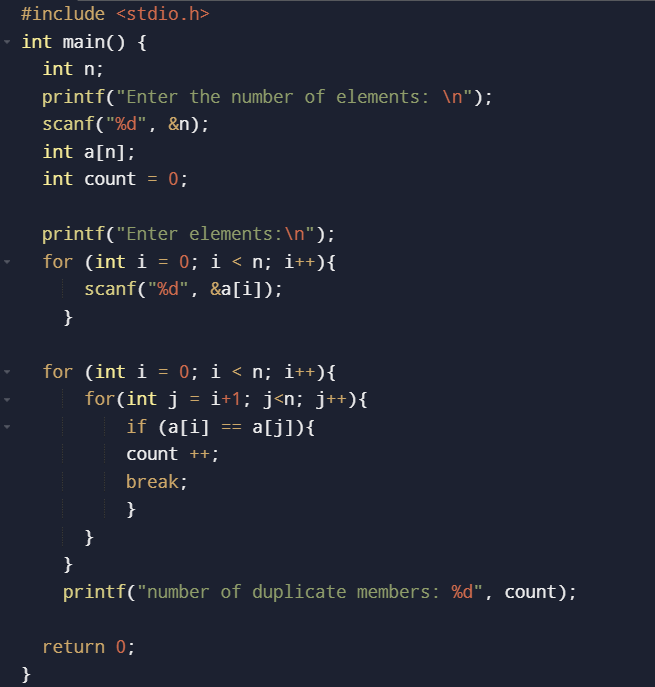 #include <stdio.h>
int main() {
  int n;
  printf("Enter the number of elements: \n");
  scanf("%d", &n);
  int a[n];
  int count = 0;

  printf("Enter elements:\n");
  for (int i = 0; i < n; i++){
      scanf("%d", &a[i]);
    }

  for (int i = 0; i < n; i++){
      for(int j = i+1; j<n; j++){
          if (a[i] == a[j]){
          count ++;
          break;
          }
      }
    }
    printf("number of duplicate members: %d", count);

  return 0;
}